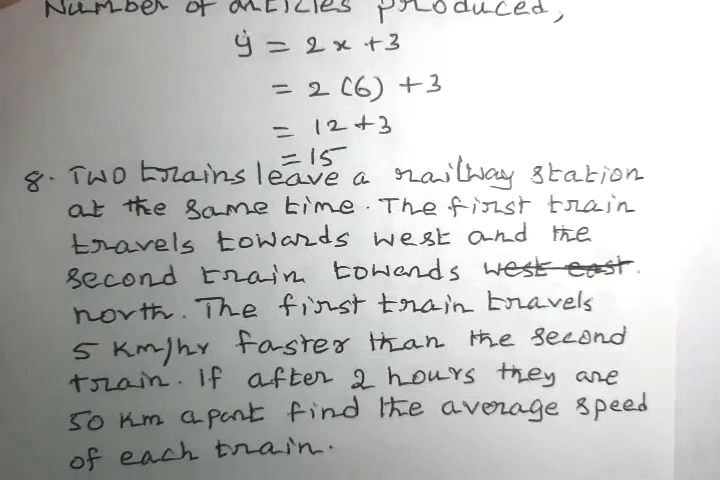 Number of articles produced,
y = 2x + 3
= 2 (6) + 3
= 12 + 3
= 15
8. Two trains leave a railway station
at the same time. The first train
travels towards west and the
second train towards west east.
north. The first train travels
5 km/hr faster than the second
train. If after 2 hours they are
50 km apart find the average speed
of each train.